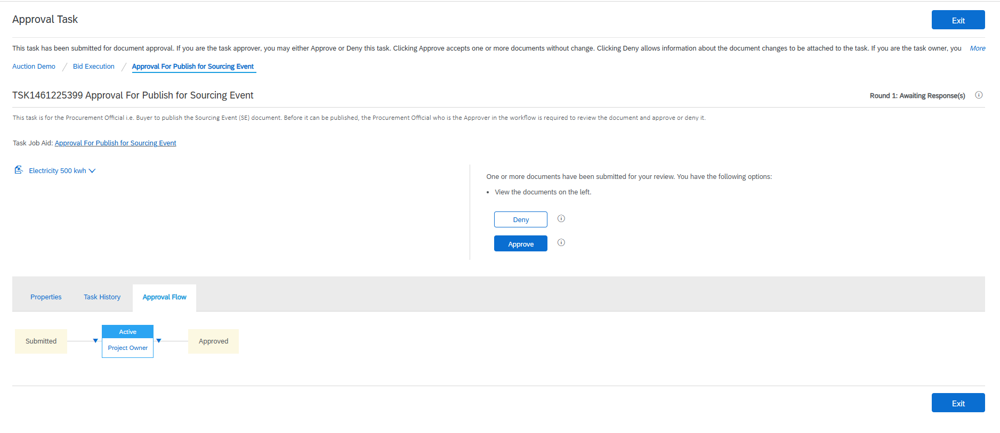 Approval Task
Exit
This task has been submitted for document approval. If you are the task approver, you may either Approve or Deny this task. Clicking Approve accepts one or more documents without change. Clicking Deny allows information about the document changes to be attached to the task. If you are the task owner, you More
Auction Demo / Bid Execution / Approval For Publish for Sourcing Event
TSK1461225399 Approval For Publish for Sourcing Event
Round 1: Awaiting Response(s)
This task is for the Procurement Official i.e. Buyer to publish the Sourcing Event (SE) document. Before it can be published, the Procurement Official who is the Approver in the workflow is required to review the document and approve or deny it.
Task Job Aid: Approval For Publish for Sourcing Event
Electricity 500 kwh
One or more documents have been submitted for your review. You have the following options:
• View the documents on the left.
Deny
Approve
Properties Task History Approval Flow
Submitted
Active
Project Owner
Approved
Exit